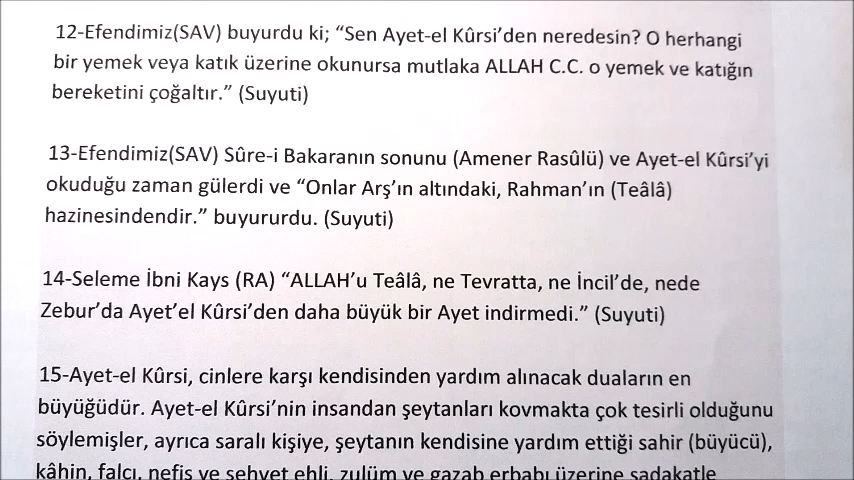 12-Efendimiz(SAV) buyurdu ki; “Sen Ayet-el Kûrsi’den neredesin? O herhangi
bir yemek veya katık üzerine okunursa mutlaka ALLAH C.C. o yemek ve katığın
bereketini çoğaltır.” (Suyuti)
13-Efendimiz(SAV) Sûre-i Bakaranın sonunu (Amener Rasûlü) ve Ayet-el Kûrsi’yi
okuduğu zaman gülerdi ve “Onlar Arş’ın altındaki, Rahman’ın (Teâlâ)
hazinesindendir.” buyururdu. (Suyuti)
14-Seleme İbni Kays (RA) “ALLAH’u Teâlâ, ne Tevratta, ne İncil’de, nede
Zebur’da Ayet’el Kûrsi’den daha büyük bir Ayet indirmedi.” (Suyuti)
15-Ayet-el Kûrsi, cinlere karşı kendisinden yardım alınacak duaların en
büyüğüdür. Ayet-el Kûrsi’nin insandan şeytanları kovmakta çok tesirli olduğunu
söylemişler, ayrıca saralı kişiye, şeytanın kendisine yardım ettiği sahir (büyücü),
kâhin, falcı, nefis ve şehvet ehli, zulüm ve gazab erbabı üzerine sadakatle